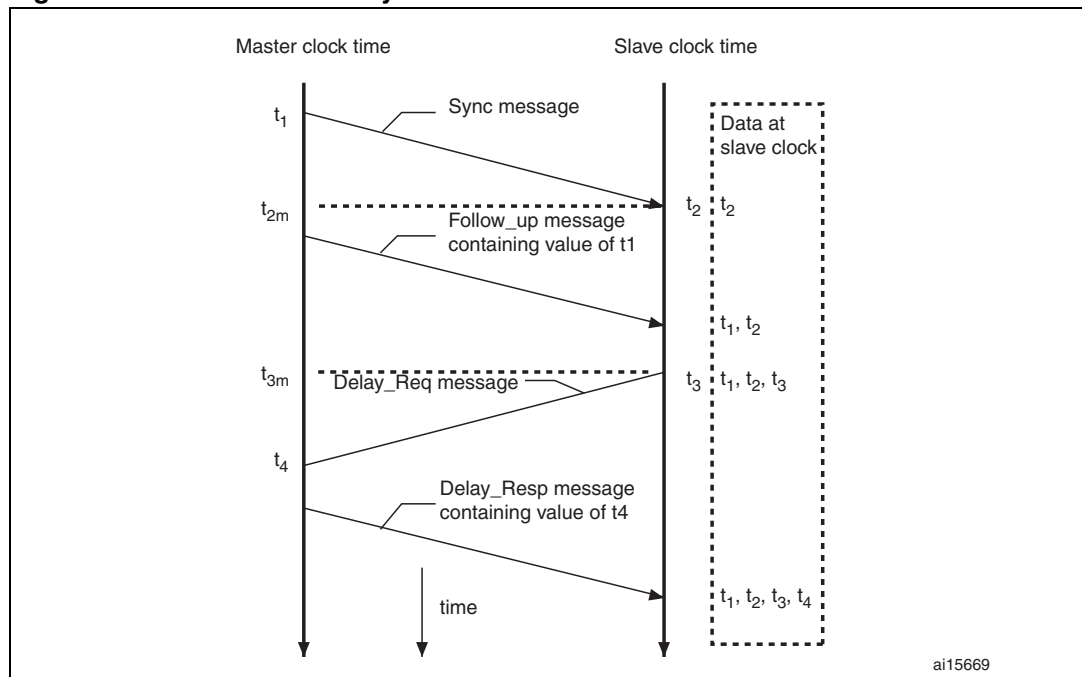 Master clock time
Slave clock time
t1
Sync message
Data at
slave clock
t2m
t2
t2
Follow_up message
containing value of t1
t1, t2
t3m
Delay_Req message
t3
t1, t2, t3
t4
Delay_Resp message
containing value of t4
t1, t2, t3, t4
time
ai15669